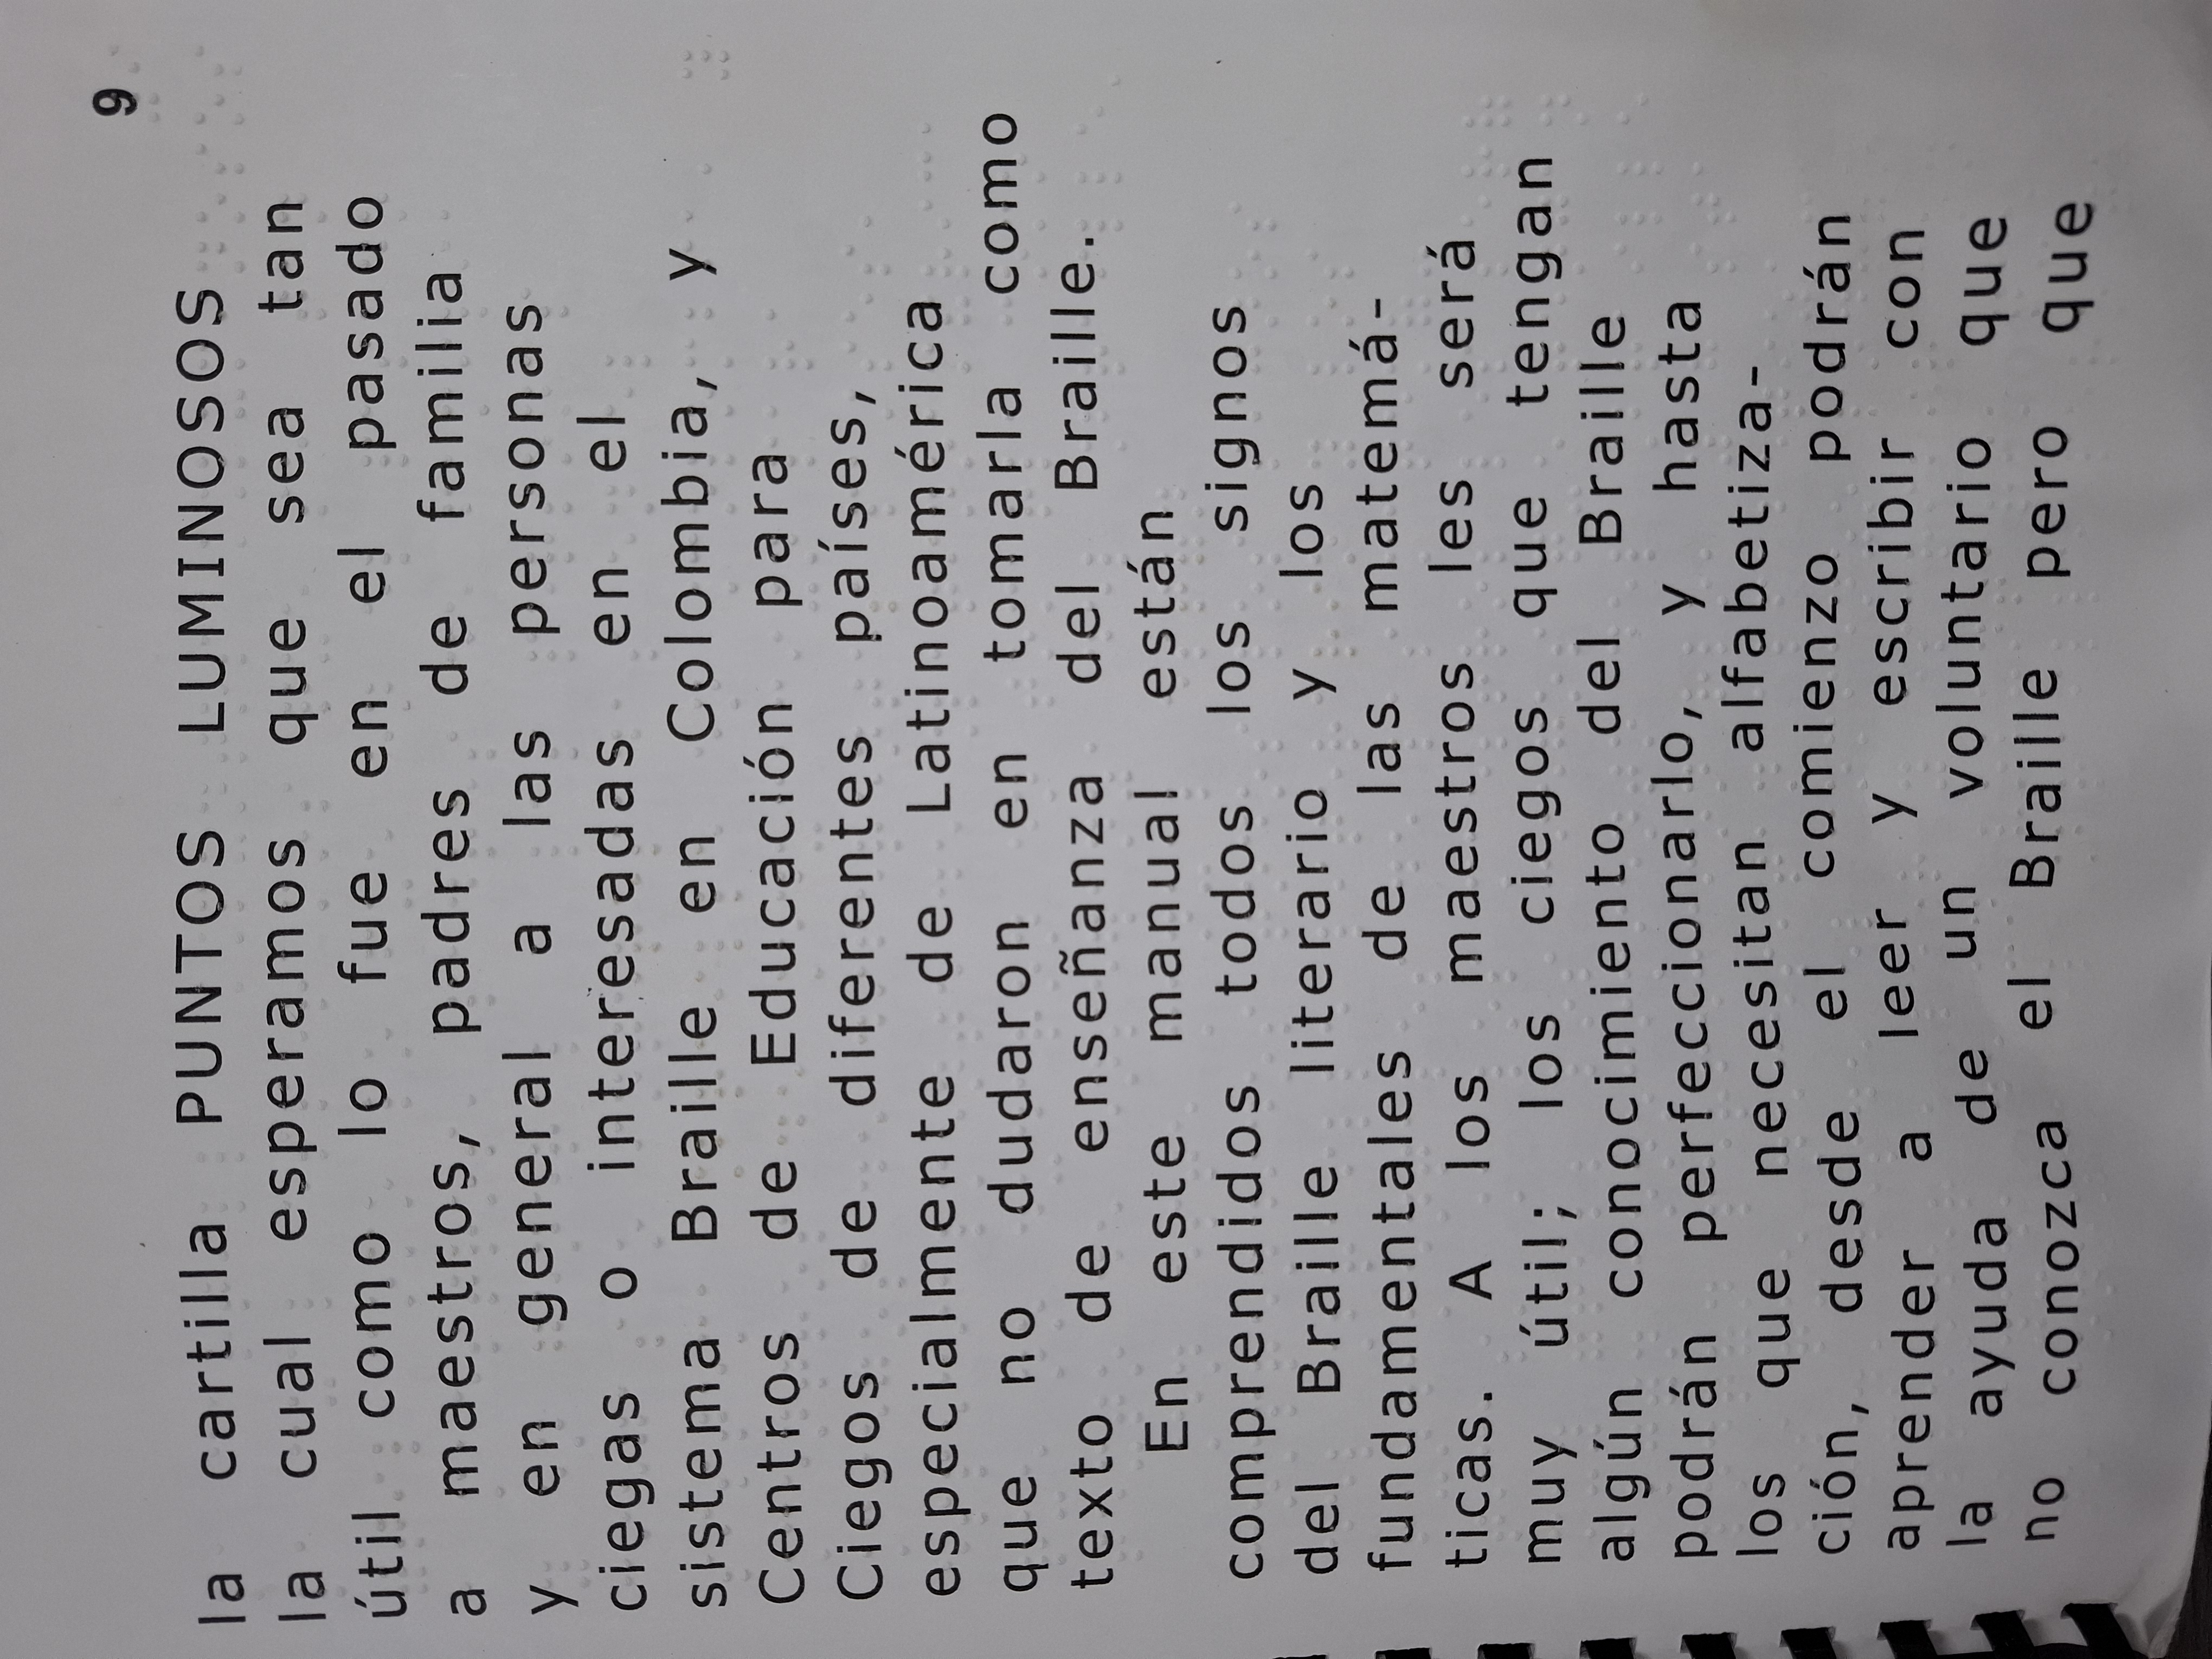 9
la cartilla PUNTOS LUMINOSOS
la cual esperamos que sea tan
útil como lo fue en el pasado
a maestros, padres de familia
y en general a las personas
ciegas o interesadas en el
sistema Braille en Colombia, y
Centros de Educación para
Ciegos de diferentes países,
especialmente de Latinoamérica
que no dudaron en tomarla como
texto de enseñanza del Braille.
En este manual están
comprendidos todos los signos
del Braille literario y los
fundamentales de las matemá-
ticas. A los maestros les será
muy útil; los ciegos que tengan
algún conocimiento del Braille
podrán perfeccionarlo, y hasta
los que necesitan alfabetiza-
ción, desde el comienzo podrán
aprender a leer y escribir con
la ayuda de un voluntario que
no conozca el Braille pero que